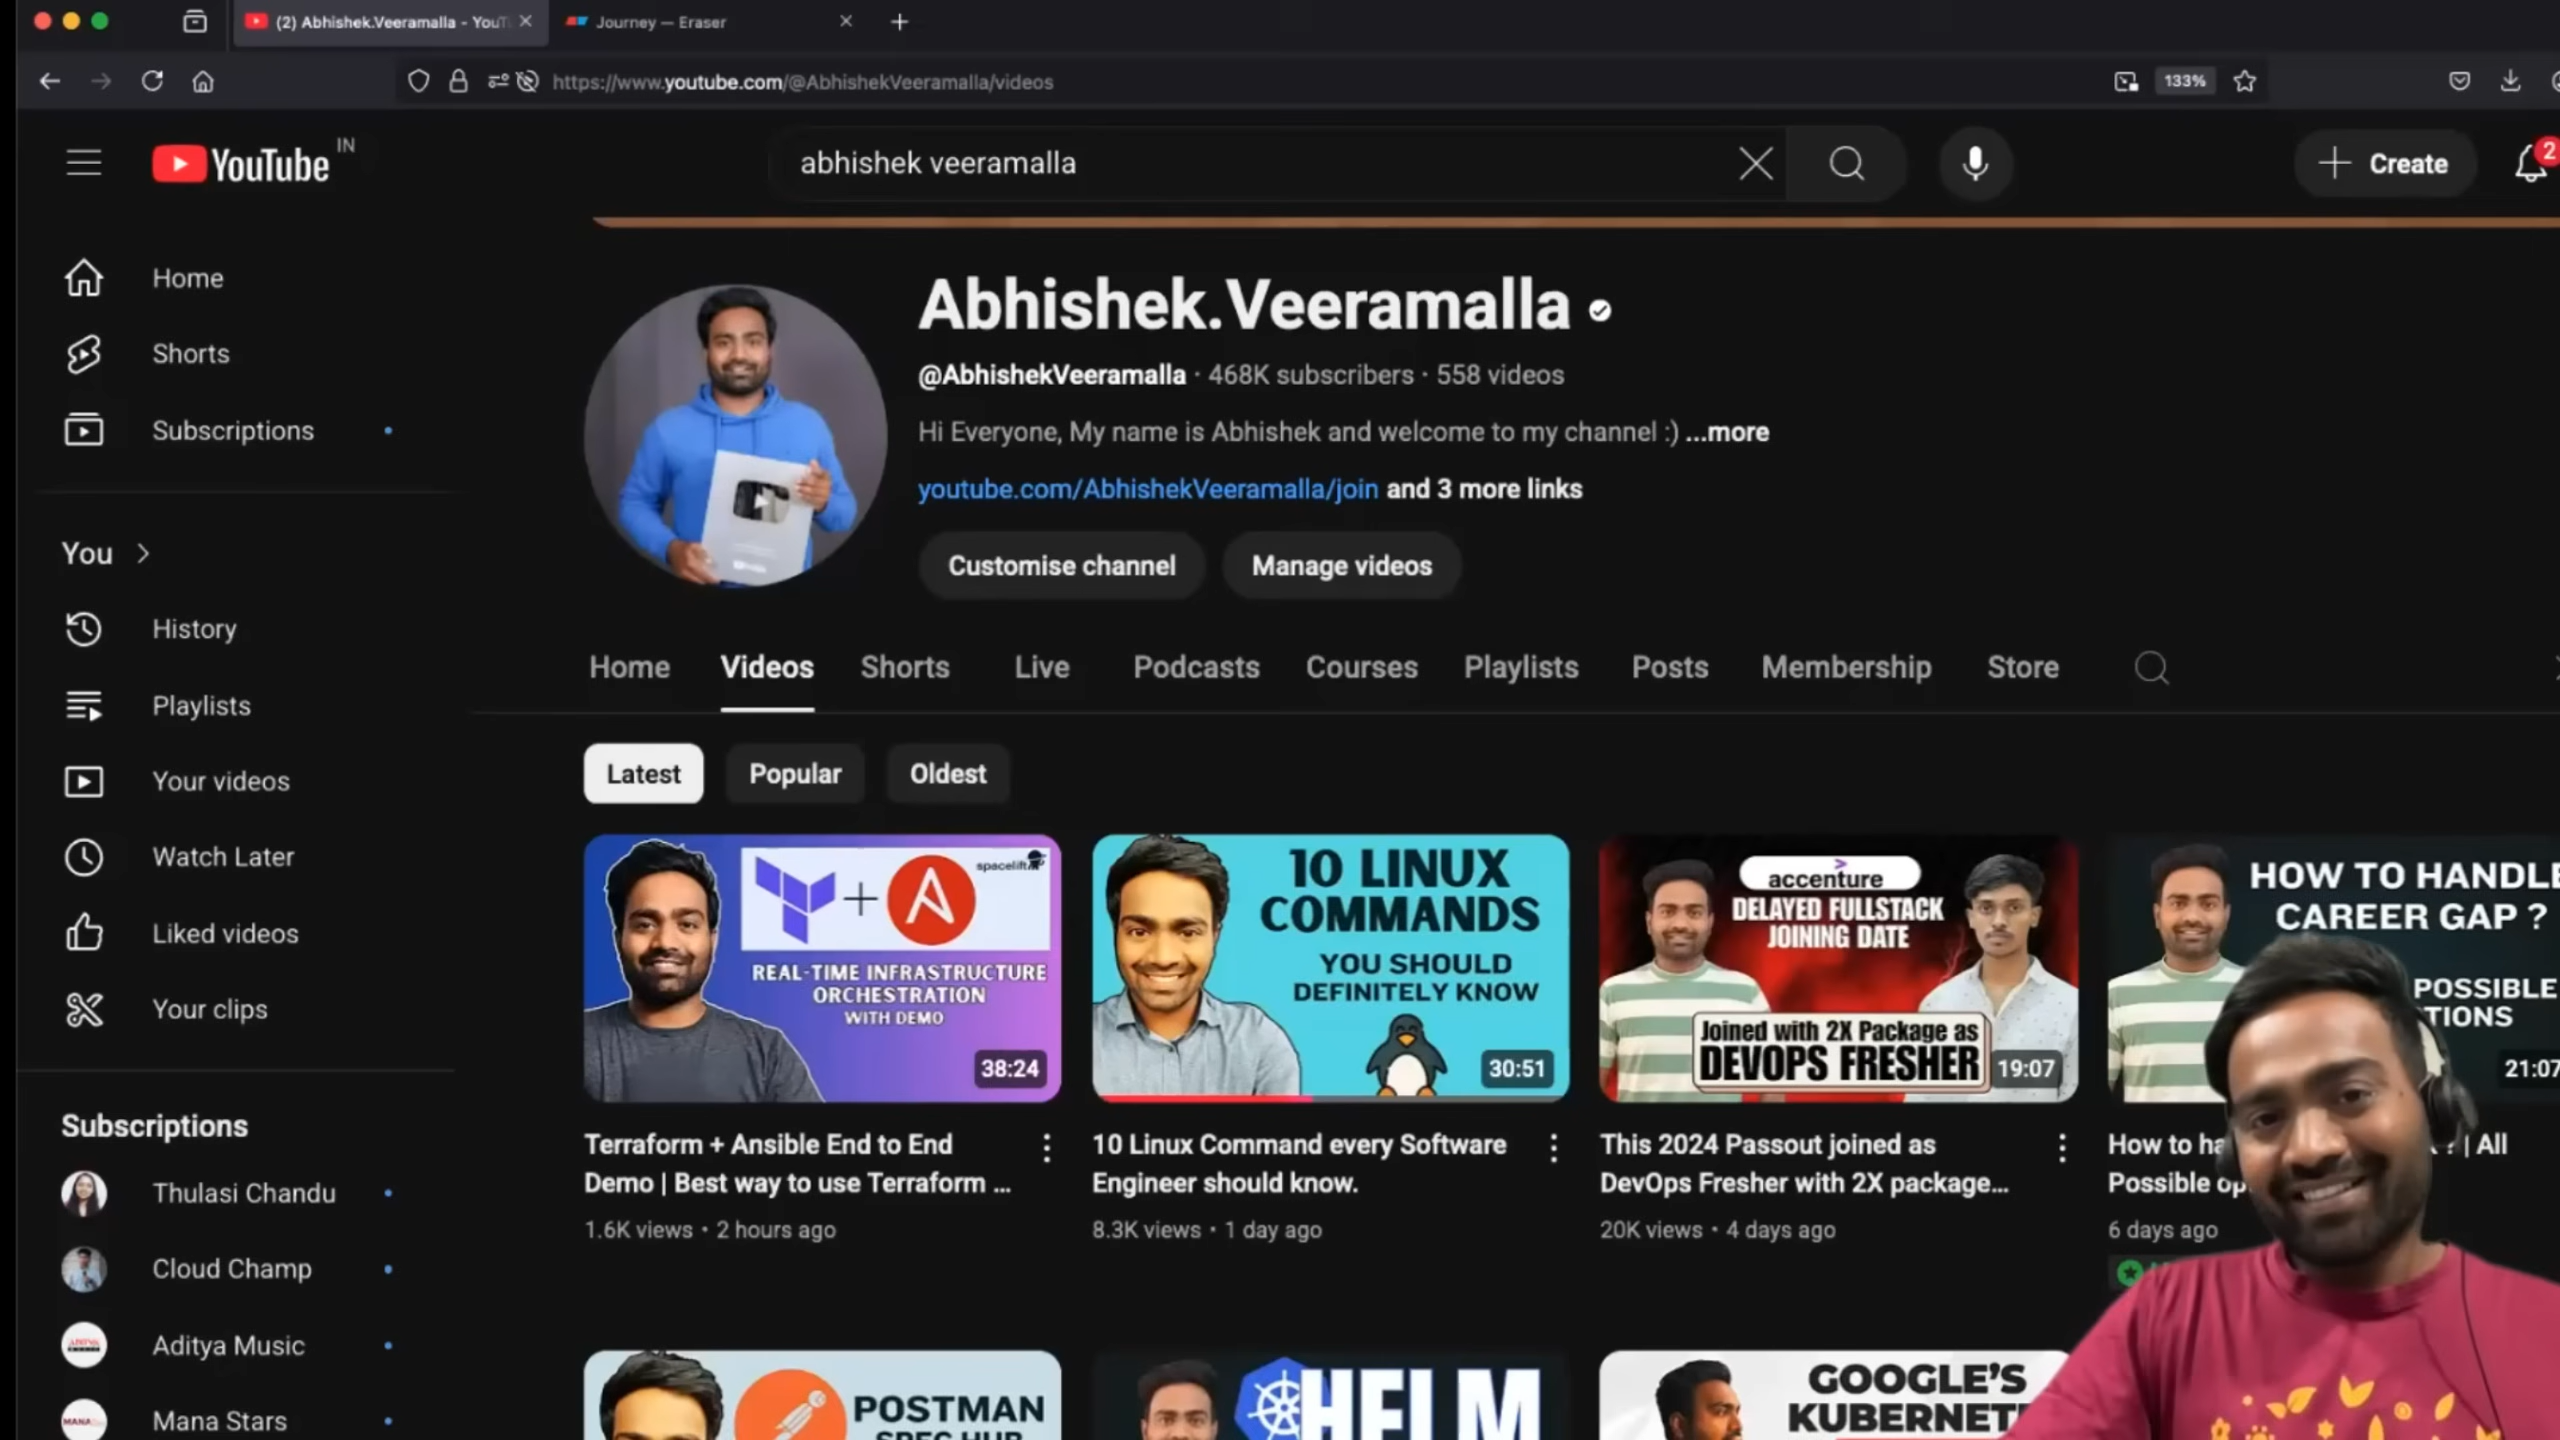 (2) Abhishek.Veeramalla - YouT
Journey — Eraser
https://www.youtube.com/@AbhishekVeeramalla/videos
133%
YouTube IN
abhishek veeramalla
Create
2
Home
Shorts
Subscriptions
You
History
Playlists
Your videos
Watch Later
Liked videos
Your clips
Subscriptions
Thulasi Chandu
Cloud Champ
Aditya Music
Mana Stars
Abhishek.Veeramalla
@AbhishekVeeramalla · 468K subscribers · 558 videos
Hi Everyone, My name is Abhishek and welcome to my channel :) ...more
youtube.com/AbhishekVeeramalla/join and 3 more links
Customise channel
Manage videos
Home Videos Shorts Live Podcasts Courses Playlists Posts Membership Store
Latest Popular Oldest
spacelift
REAL-TIME INFRASTRUCTURE
ORCHESTRATION
WITH DEMO
38:24
Terraform + Ansible End to End
Demo | Best way to use Terraform ...
1.6K views · 2 hours ago
10 LINUX
COMMANDS
YOU SHOULD
DEFINITELY KNOW
30:51
10 Linux Command every Software
Engineer should know.
8.3K views · 1 day ago
accenture
DELAYED FULLSTACK
JOINING DATE
Joined with 2X Package as
DEVOPS FRESHER
19:07
This 2024 Passout joined as
DevOps Fresher with 2X package...
20K views · 4 days ago
HOW TO HANDLE
CAREER GAP ?
POSSIBLE
TIONS
21:07
How to ha ? | All
Possible op
6 days ago
POSTMAN
SPEC HUB
HELM
GOOGLE'S
KUBERNET